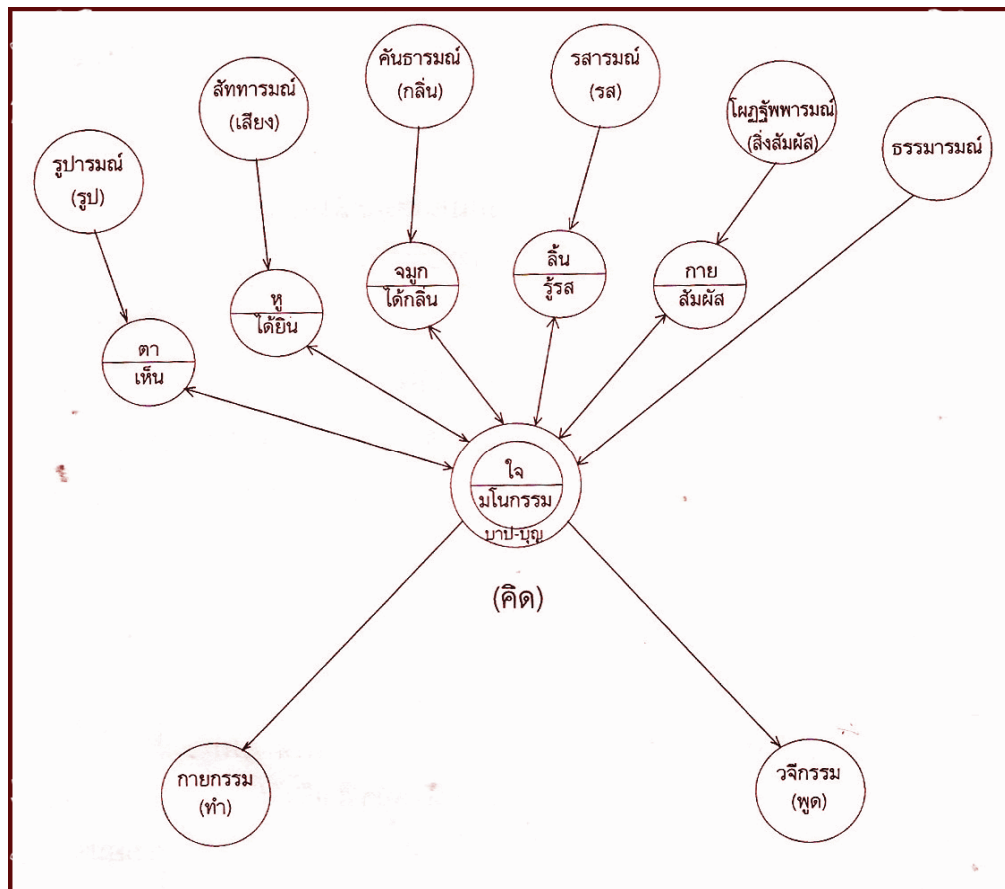 รูปารมณ์
(รูป)
สัททารมณ์
(เสียง)
คันธารมณ์
(กลิ่น)
รสารมณ์
(รส)
โผฏฐัพพารมณ์
(สิ่งสัมผัส)
ธรรมารมณ์
ตา
เห็น
หู
ได้ยิน
จมูก
ได้กลิ่น
ลิ้น
รู้รส
กาย
สัมผัส
ใจ
มโนกรรม
บาป-บุญ
(คิด)
กายกรรม
(ทำ)
วจีกรรม
(พูด)